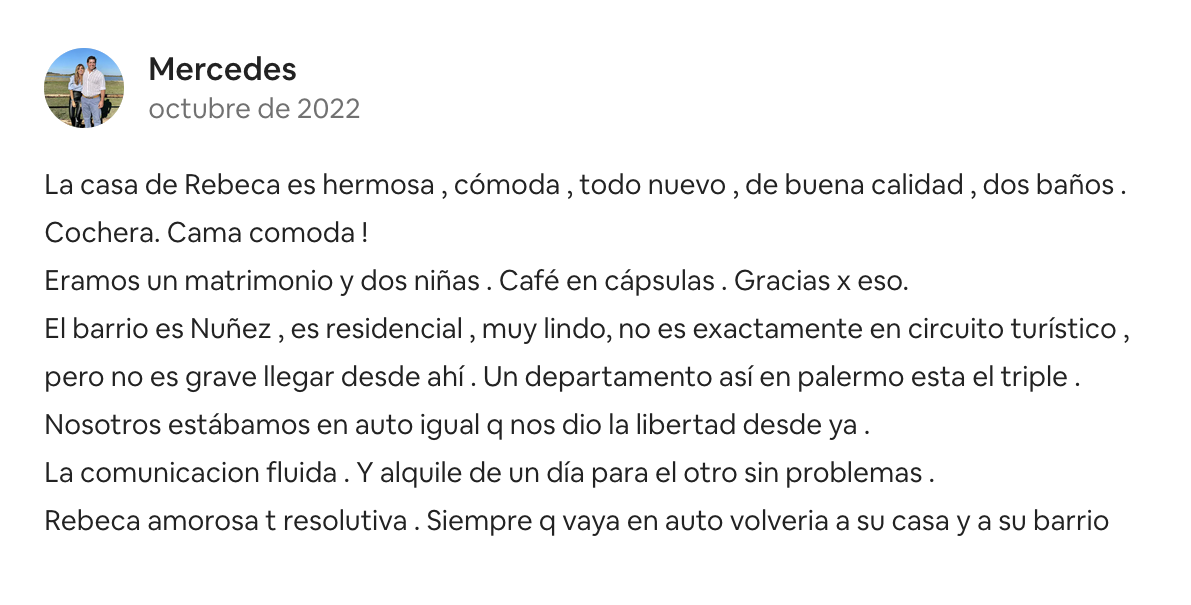 Mercedes
octubre de 2022
La casa de Rebeca es hermosa , cómoda , todo nuevo , de buena calidad , dos baños .
Cochera. Cama comoda !
Eramos un matrimonio y dos niñas . Café en cápsulas . Gracias x eso.
El barrio es Nuñez , es residencial , muy lindo, no es exactamente en circuito turístico ,
pero no es grave llegar desde ahí . Un departamento así en palermo esta el triple .
Nosotros estábamos en auto igual q nos dio la libertad desde ya .
La comunicacion fluida . Y alquile de un día para el otro sin problemas .
Rebeca amorosa t resolutiva . Siempre q vaya en auto volveria a su casa y a su barrio